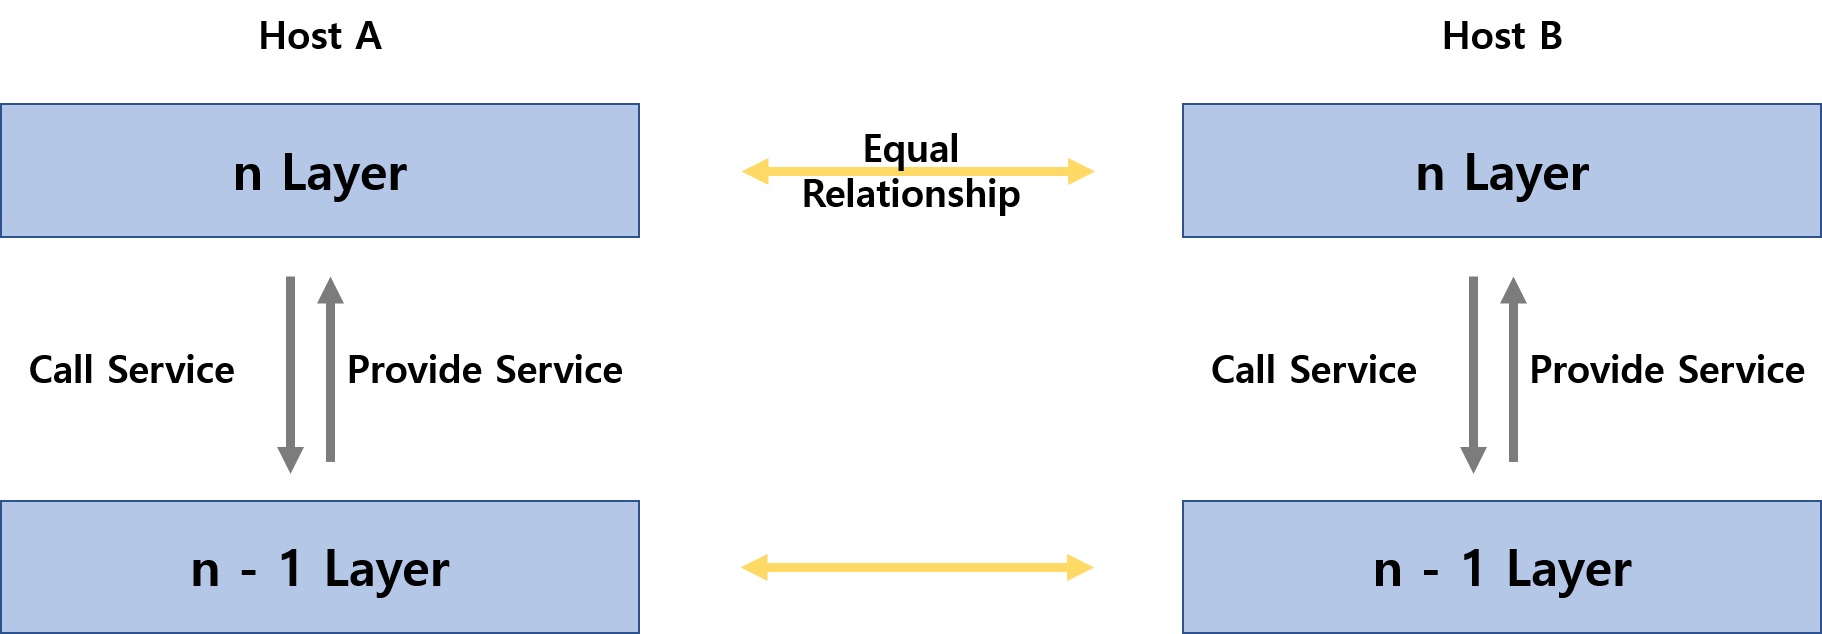 Host A
Host B
n Layer
Equal
Relationship
n Layer
Call Service
Provide Service
Call Service
Provide Service
n - 1 Layer
n - 1 Layer